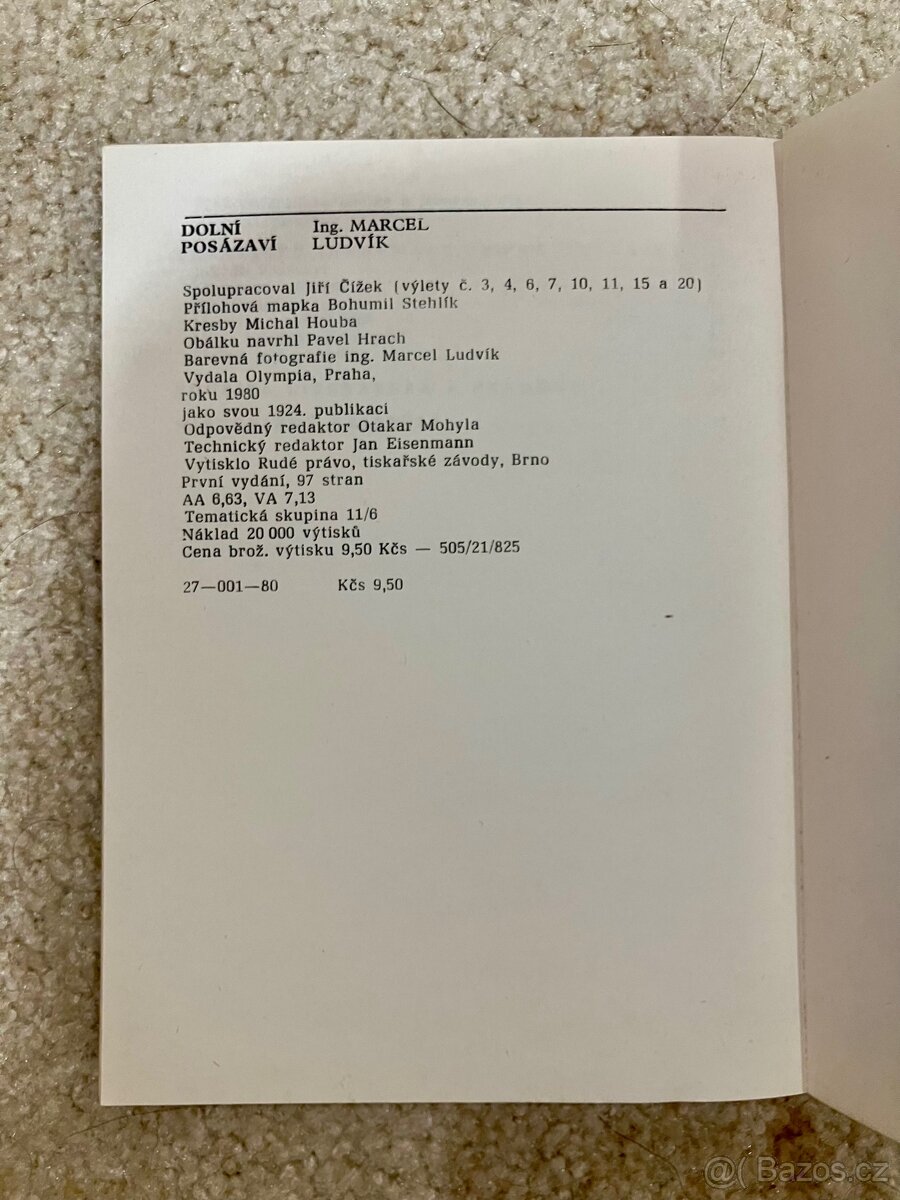 DOLNÍ Ing. MARCEL
POSÁZAVÍ LUDVÍK
Spolupracoval Jiří Čížek (výlety č. 3, 4, 6, 7, 10, 11, 15 a 20)
Přílohová mapka Bohumil Stehlík
Kresby Michal Houba
Obálku navrhl Pavel Hrach
Barevná fotografie ing. Marcel Ludvík
Vydala Olympia, Praha,
roku 1980
jako svou 1924. publikaci
Odpovědný redaktor Otakar Mohyla
Technický redaktor Jan Eisenmann
Vytisklo Rudé právo, tiskařské závody, Brno
První vydání, 97 stran
AA 6,63, VA 7,13
Tematická skupina 11/6
Náklad 20 000 výtisků
Cena brož. výtisku 9,50 Kčs — 505/21/825
27—001—80 Kčs 9,50
@( Bazos.cz